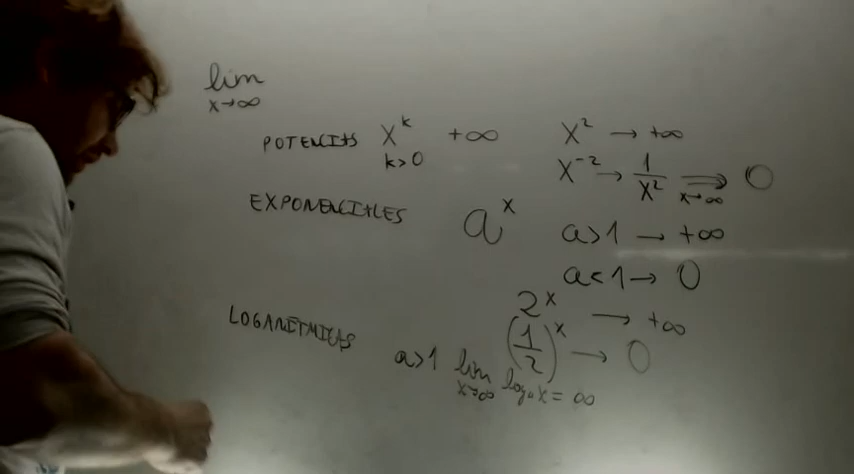 lim
x→∞
POTENCIAS x^k +∞ x² → +∞
k>0
x^-2 → 1/x² ⇒ 0
x→∞
EXPONENCIALES a^x a>1 → +∞
a<1 → 0
2^x → +∞
LOGARITMICAS (1/2)^x → 0
a>1 lim log_a x = ∞
x→∞